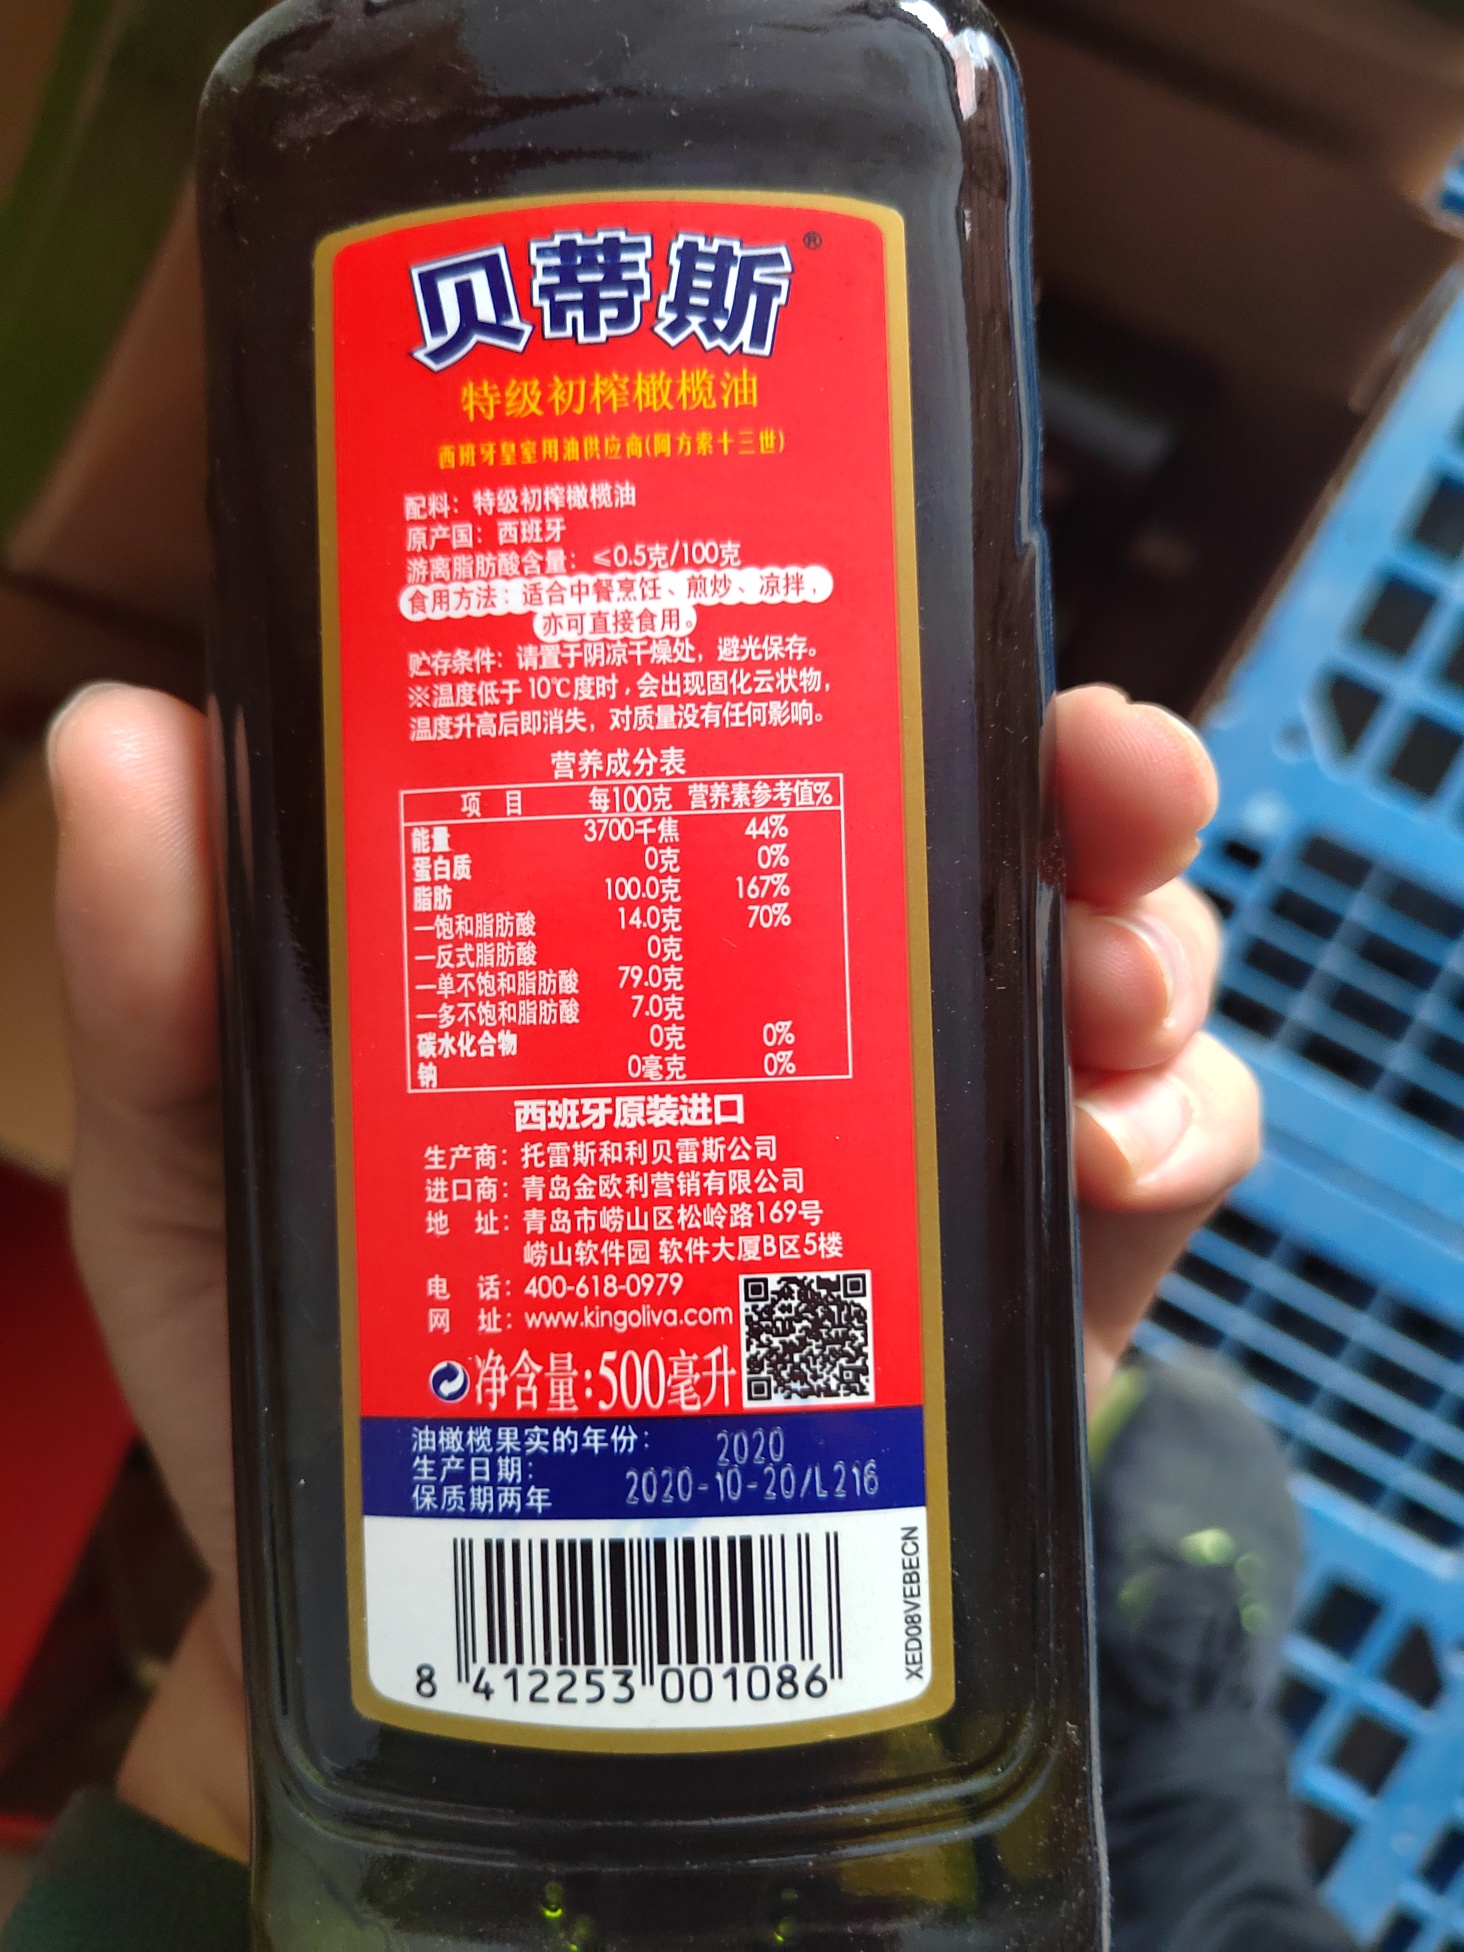 贝蒂斯®
特级初榨橄榄油
西班牙皇室用油供应商(阿方索十三世)
配料：特级初榨橄榄油
原产国：西班牙
游离脂肪酸含量：≤0.5克/100克
食用方法：适合中餐烹饪、煎炒、凉拌，
亦可直接食用。
贮存条件：请置于阴凉干燥处，避光保存。
※温度低于10℃度时，会出现固化云状物，
温度升高后即消失，对质量没有任何影响。
营养成分表
项 目 每100克 营养素参考值%
能量 3700千焦 44%
蛋白质 0克 0%
脂肪 100.0克 167%
—饱和脂肪酸 14.0克 70%
—反式脂肪酸 0克
—单不饱和脂肪酸 79.0克
—多不饱和脂肪酸 7.0克
碳水化合物 0克 0%
钠 0毫克 0%
西班牙原装进口
生产商：托雷斯和利贝雷斯公司
进口商：青岛金欧利营销有限公司
地 址：青岛市崂山区松岭路169号
崂山软件园 软件大厦B区5楼
电 话：400-618-0979
网 址：www.kingoliva.com
净含量：500毫升
油橄榄果实的年份： 2020
生产日期： 2020-10-20/L216
保质期两年
8 412253 001086
XED08VEBECN